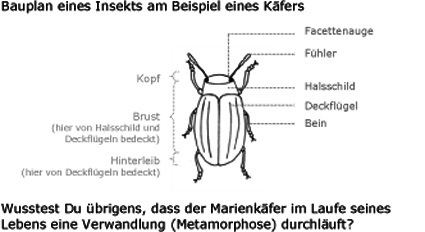 Bauplan eines Insekts am Beispiel eines Käfers
Facettenauge
Fühler
Kopf
Halsschild
Deckflügel
Brust
(hier von Halsschild und
Deckflügeln bedeckt)
Bein
Hinterleib
(hier von Deckflügeln bedeckt)
Wusstest Du übrigens, dass der Marienkäfer im Laufe seines
Lebens eine Verwandlung (Metamorphose) durchläuft?